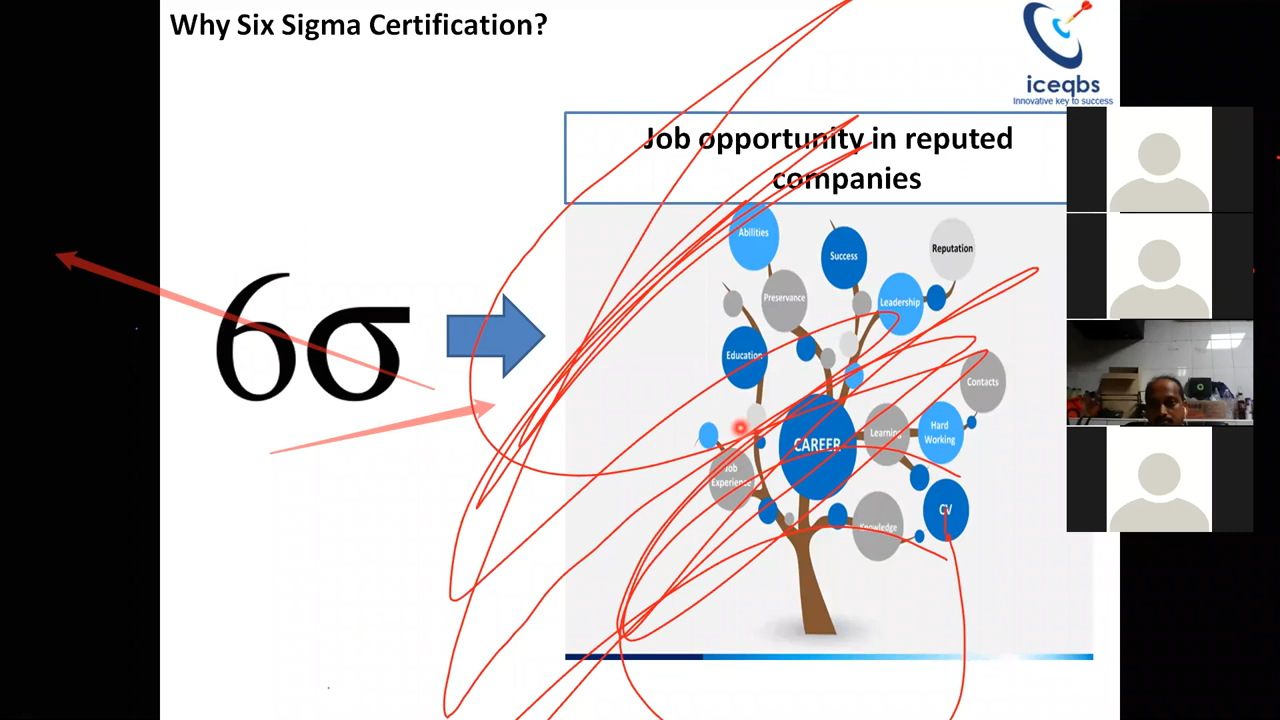 Why Six Sigma Certification?
iceqbs
Innovative key to success
Job opportunity in reputed
companies
6σ
Abilities
Success
Reputation
Preservance
Leadership
Education
Contacts
CAREER
Learning
Hard
Working
Job
Experience
CV
Knowledge